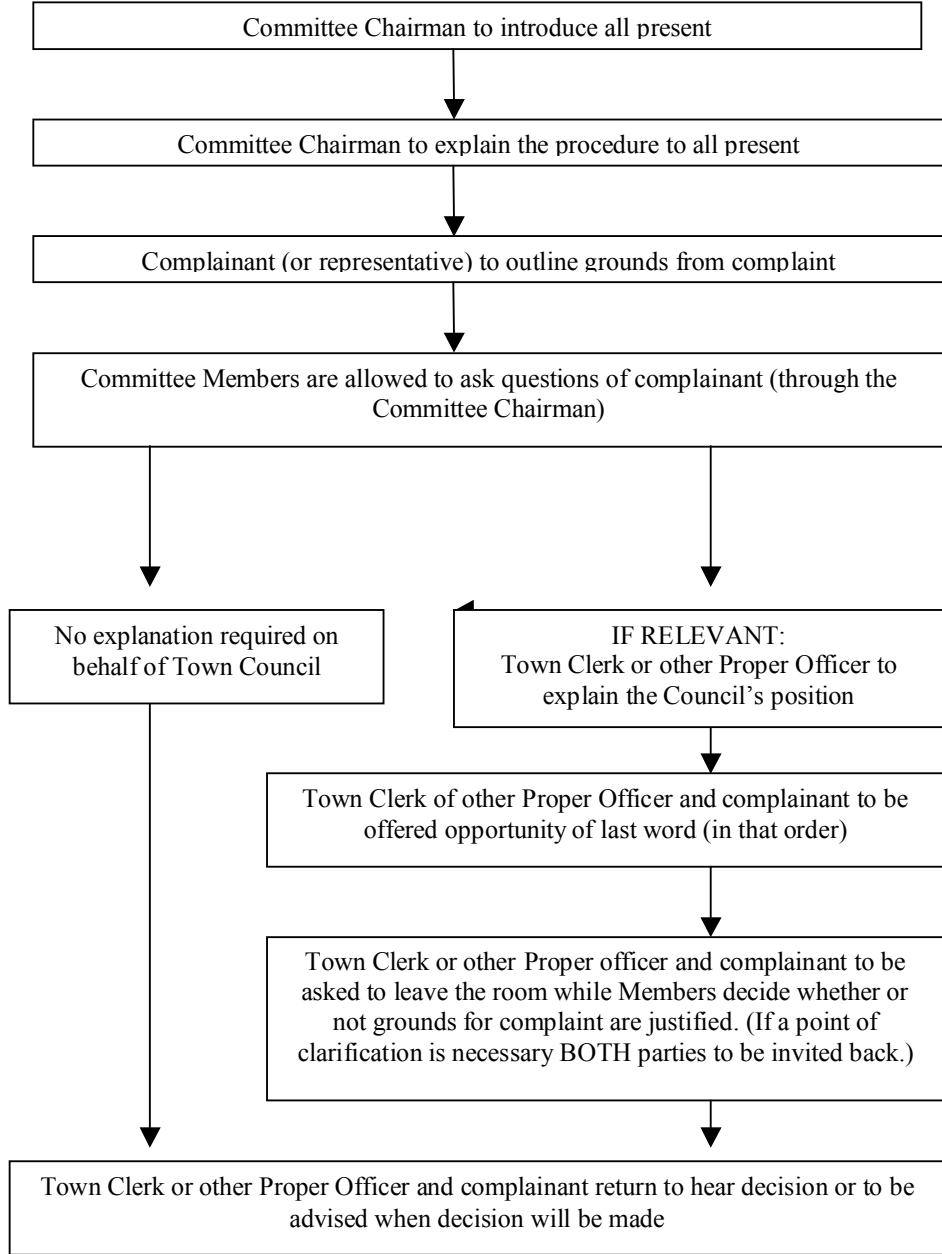 Committee Chairman to introduce all present
Committee Chairman to explain the procedure to all present
Complainant (or representative) to outline grounds from complaint
Committee Members are allowed to ask questions of complainant (through the
Committee Chairman)
No explanation required on
behalf of Town Council
IF RELEVANT:
Town Clerk or other Proper Officer to
explain the Council’s position
Town Clerk of other Proper Officer and complainant to be
offered opportunity of last word (in that order)
Town Clerk or other Proper officer and complainant to be
asked to leave the room while Members decide whether or
not grounds for complaint are justified. (If a point of
clarification is necessary BOTH parties to be invited back.)
Town Clerk or other Proper Officer and complainant return to hear decision or to be
advised when decision will be made